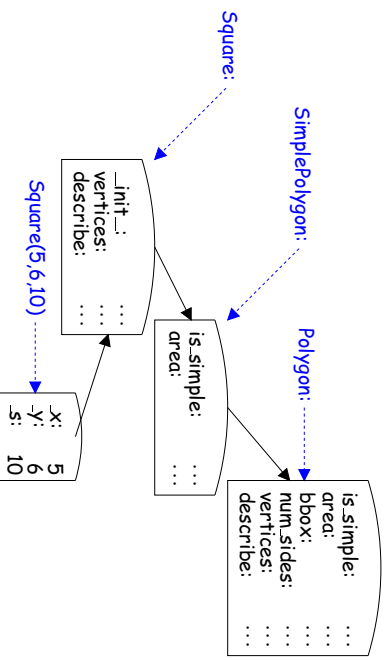 is_simple: ...
area: ...
bbox: ...
num_sides: ...
vertices: ...
describe: ...
Polygon:
SimplePolygon:
is_simple: ...
area: ...
Square:
__init__: ...
vertices: ...
describe: ...
Square(5,6,10)
_x: 5
_y: 6
_s: 10